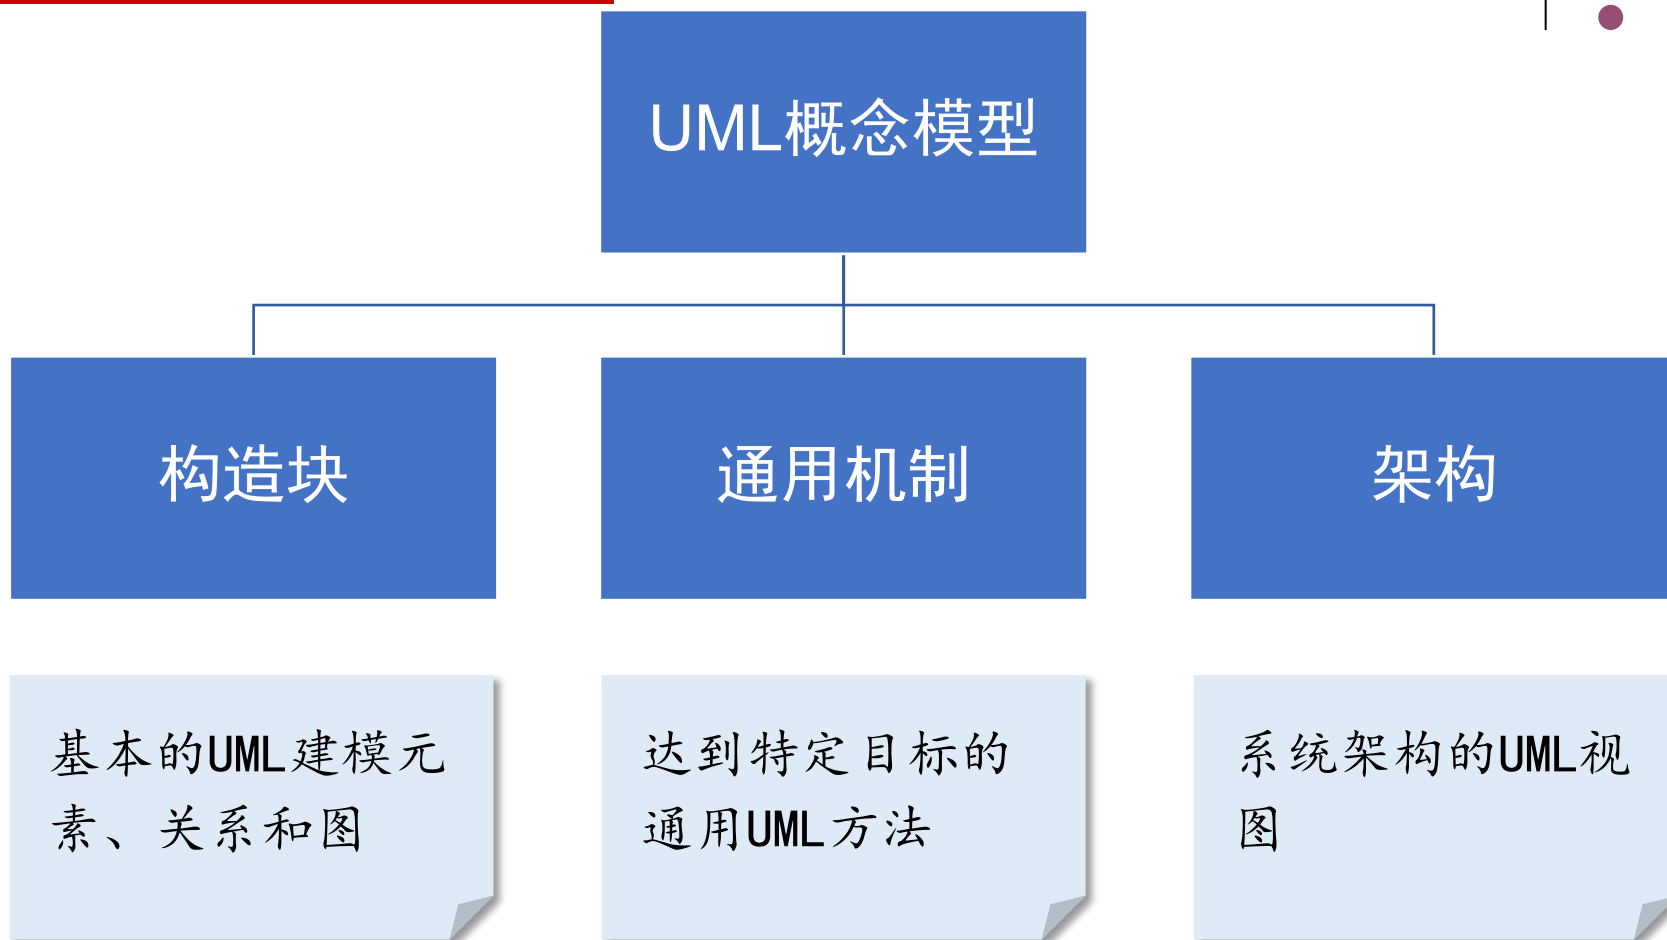 UML概念模型
构造块
通用机制
架构
基本的UML建模元
素、关系和图
达到特定目标的
通用UML方法
系统架构的UML视
图